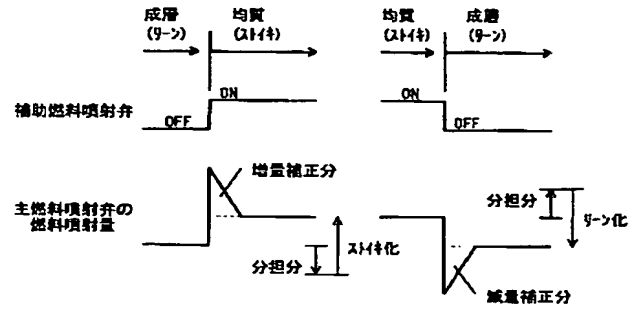 成層
(リーン)
均質
(ストイキ)
均質
(ストイキ)
成層
(リーン)
補助燃料噴射弁
OFF
ON
ON
OFF
主燃料噴射弁の
燃料噴射量
増量補正分
分担分
ストイキ化
分担分
リーン化
減量補正分